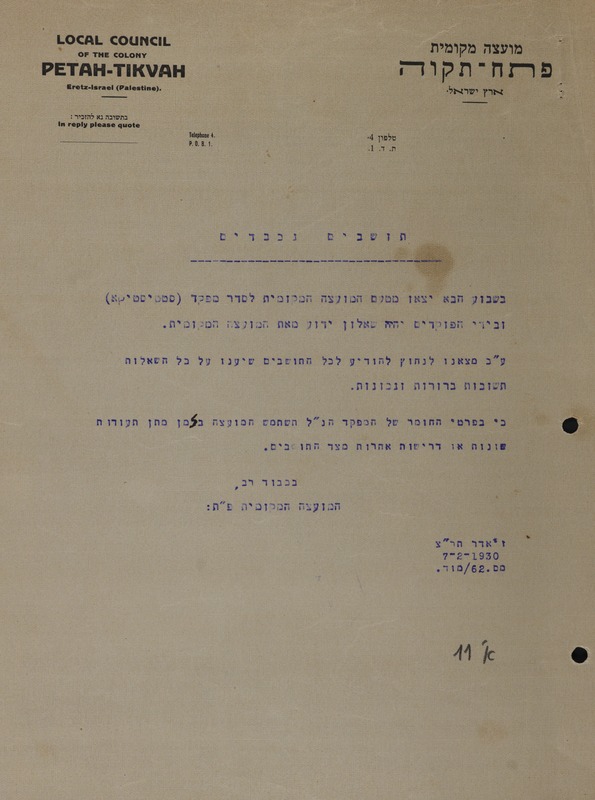 LOCAL COUNCIL
OF THE COLONY
PETAH-TIKVAH
Eretz-Israel (Palestine).
בתשובה נא להזכיר :
In reply please quote
Telephone 4.
P. O. B. 1.
מועצה מקומית
פתח-תקוה
ארץ ישראל.
טלפון 4-
ת. ד. 1.
תושבים נכבדים
בשבוע הבא יצאו מטעם המועצה המקומית לסדר מפקד (סטטיסטיקא)
ובידי הפוקדים יהיה שאלון ידוע מאת המועצה המקומית.
ע"ב מצאנו לנחוץ להודיע לכל התושבים שיענו על כל השאלות
תשובות ברורות ונכונות.
כי בפרטי החומר של המפקד הנ"ל תשתמש המועצה בזמן מתן תעודות
שונות או דרישות אחרות מצד התושבים.
בכבוד רב,
המועצה המקומית פ"ת:
ז' אדר תר"צ
7-2-1930
מס.62/מוד.
א' 11